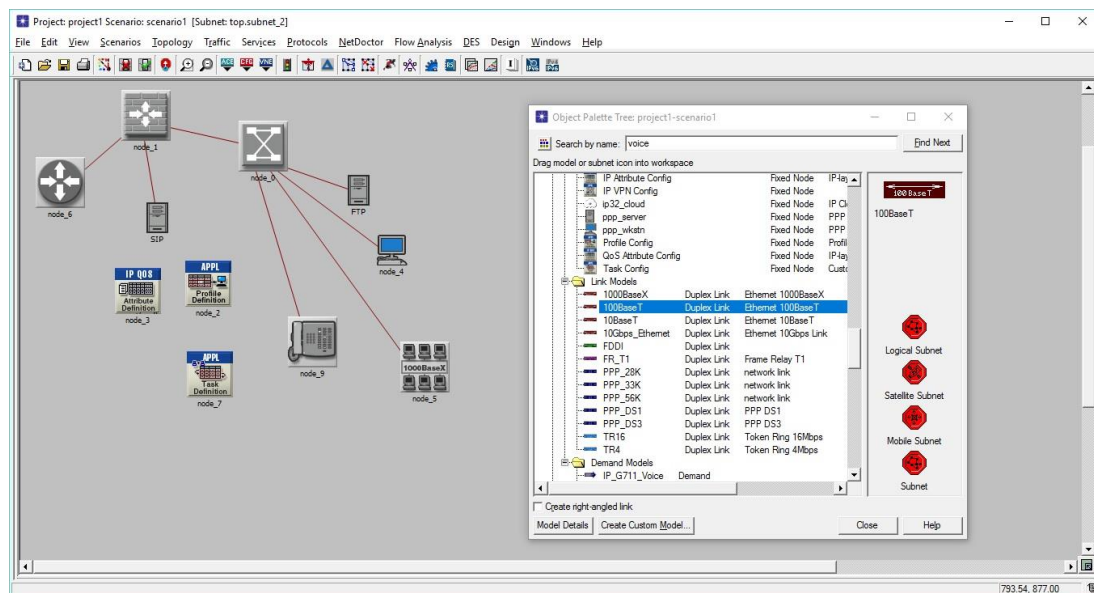 Project: project1 Scenario: scenario1 [Subnet: top.subnet_2]
File Edit View Scenarios Topology Traffic Services Protocols NetDoctor Flow Analysis DES Design Windows Help
node_1
node_0
node_6
SIP
FTP
node_4
IP QOS
Attribute
Definition
node_3
APPL
Profile
Definition
node_2
node_9
1000BaseX
node_5
APPL
Task
Definition
node_7
Object Palette Tree: project1-scenario1
Search by name: voice Find Next
Drag model or subnet icon into workspace
IP Attribute Config Fixed Node IP-lay
IP VPN Config Fixed Node
ip32_cloud Fixed Node IP Cl
ppp_server Fixed Node PPP
ppp_wkstn Fixed Node PPP
Profile Config Fixed Node Profil
QoS Attribute Config Fixed Node IP-lay
Task Config Fixed Node Custo
Link Models
1000BaseX Duplex Link Ethernet 1000BaseX
100BaseT Duplex Link Ethernet 100BaseT
10BaseT Duplex Link Ethernet 10BaseT
10Gbps_Ethernet Duplex Link Ethernet 10Gbps Link
FDDI Duplex Link
FR_T1 Duplex Link Frame Relay T1
PPP_28K Duplex Link network link
PPP_33K Duplex Link network link
PPP_56K Duplex Link network link
PPP_DS1 Duplex Link PPP DS1
PPP_DS3 Duplex Link PPP DS3
TR16 Duplex Link Token Ring 16Mbps
TR4 Duplex Link Token Ring 4Mbps
Demand Models
IP_G711_Voice Demand
100BaseT
100BaseT
Logical Subnet
Satellite Subnet
Mobile Subnet
Subnet
Create right-angled link
Model Details Create Custom Model... Close Help
793.54, 877.00